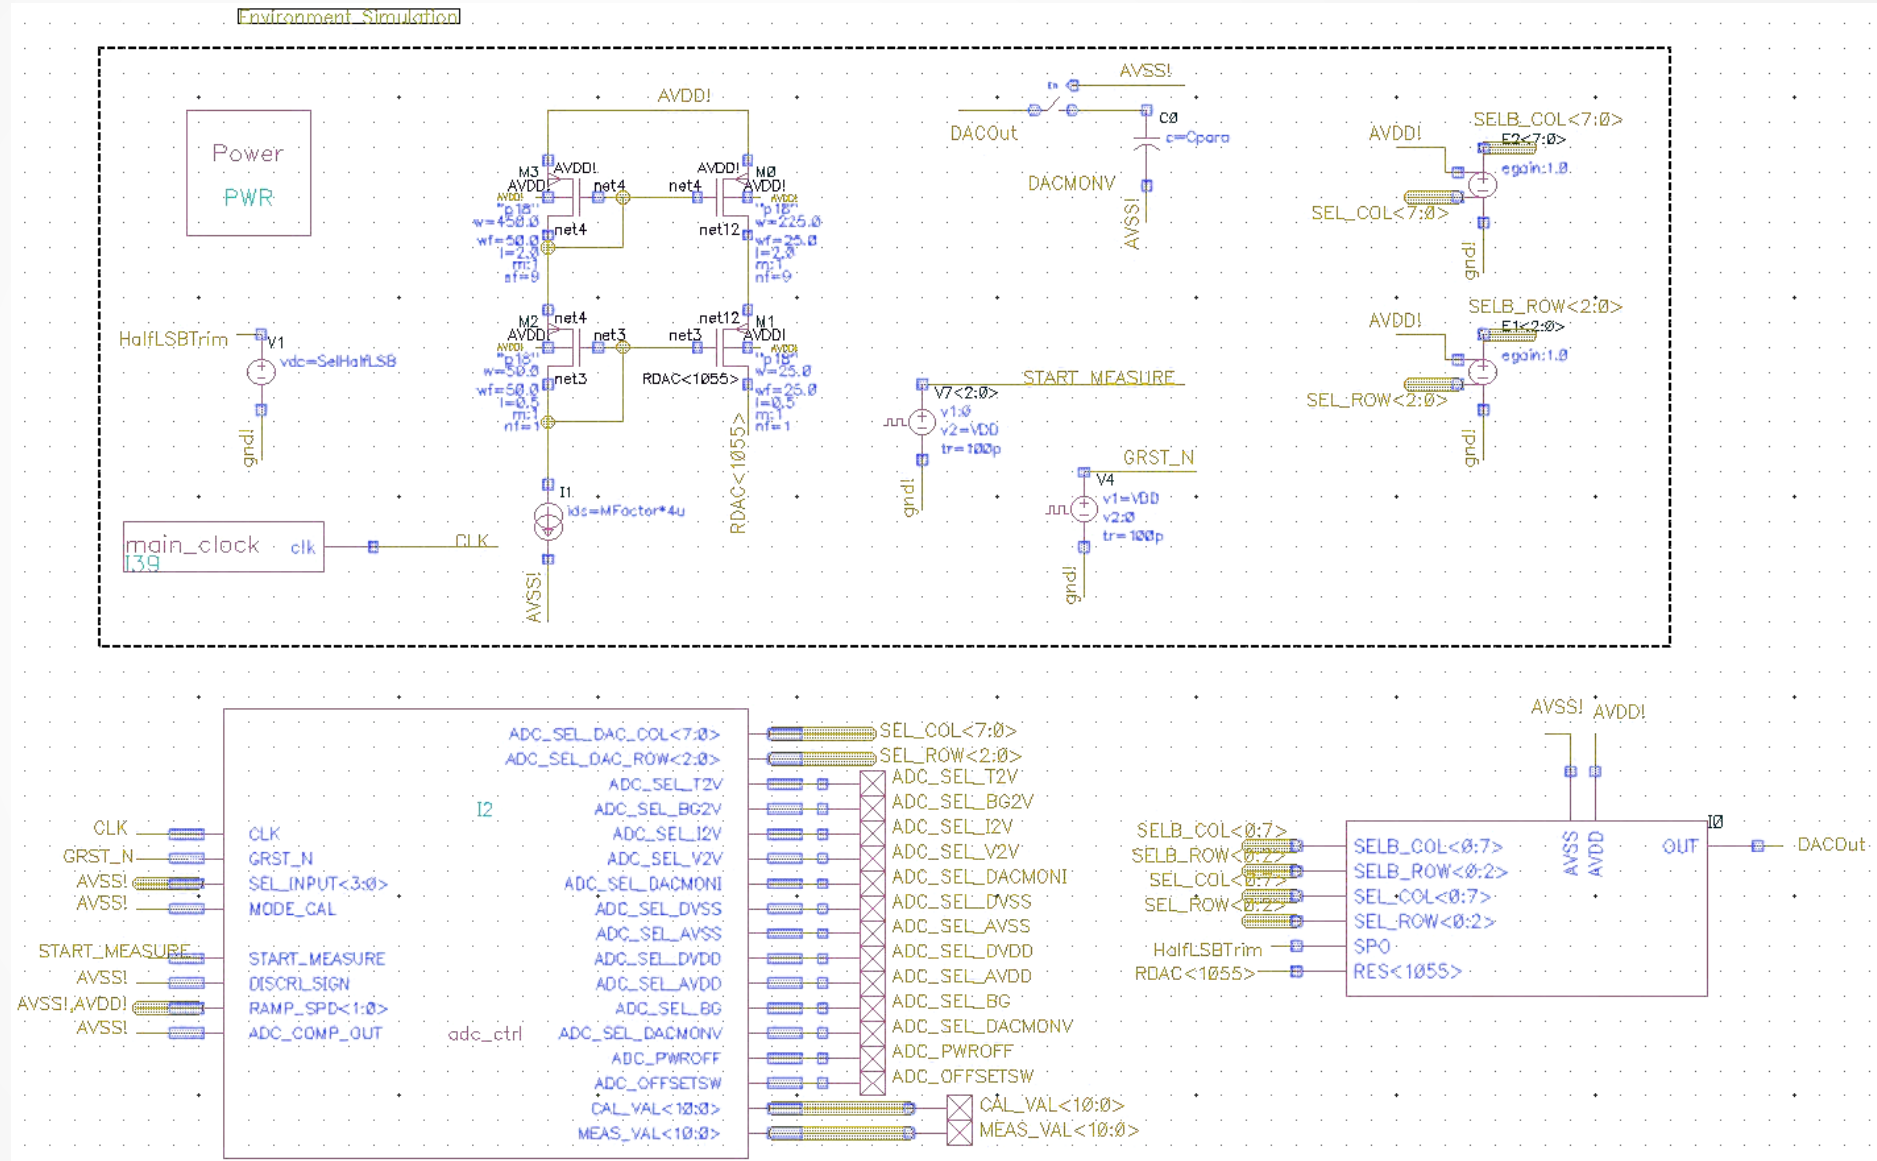 Environment Simulation
Power
PWR
HalfLSBTrim
V1
vdc=SelHalfLSB
gnd!
main_clock
clk
I39
CLK
AVDD!
M3
AVDD!
AVDD!
AVDD!
net4
"p18"
w=450.0
wf=50.0
l=2.0
m:1
nf=9
net4
AVDD!
M0
AVDD!
AVDD!
net4
"p18"
w=225.0
wf=25.0
l=2.0
m:1
nf=9
net12
net4
M2
AVDD!
AVDD!
net3
"p18"
w=50.0
wf=50.0
l=0.5
m:1
nf=1
net3
net12
M1
AVDD!
AVDD!
net3
"p18"
w=25.0
wf=25.0
l=0.5
m:1
nf=1
RDAC<1055>
RDAC<1055>
I1
idc=MFactor*4u
AVSS!
AVSS!
En
DACOut
C0
c=Cpara
DACMONV
AVSS!
START_MEASURE
V7<2:0>
v1:0
v2=VDD
tr=100p
gnd!
GRST_N
V4
v1=VDD
v2:0
tr=100p
gnd!
SELB_COL<7:0>
AVDD!
E2<7:0>
egain:1.0
SEL_COL<7:0>
gnd!
SELB_ROW<2:0>
AVDD!
E1<2:0>
egain:1.0
SEL_ROW<2:0>
gnd!
CLK
GRST_N
AVSS!
AVSS!
START_MEASURE
AVSS!
AVSS!,AVDD!
AVSS!
CLK
GRST_N
SEL_INPUT<3:0>
MODE_CAL
START_MEASURE
DISCRI_SIGN
RAMP_SPD<1:0>
ADC_COMP_OUT
I2
adc_ctrl
ADC_SEL_DAC_COL<7:0>
ADC_SEL_DAC_ROW<2:0>
ADC_SEL_T2V
ADC_SEL_BG2V
ADC_SEL_I2V
ADC_SEL_V2V
ADC_SEL_DACMONI
ADC_SEL_DVSS
ADC_SEL_AVSS
ADC_SEL_DVDD
ADC_SEL_AVDD
ADC_SEL_BG
ADC_SEL_DACMONV
ADC_PWROFF
ADC_OFFSETSW
CAL_VAL<10:0>
MEAS_VAL<10:0>
SEL_COL<7:0>
SEL_ROW<2:0>
ADC_SEL_T2V
ADC_SEL_BG2V
ADC_SEL_I2V
ADC_SEL_V2V
ADC_SEL_DACMONI
ADC_SEL_DVSS
ADC_SEL_AVSS
ADC_SEL_DVDD
ADC_SEL_AVDD
ADC_SEL_BG
ADC_SEL_DACMONV
ADC_PWROFF
ADC_OFFSETSW
CAL_VAL<10:0>
MEAS_VAL<10:0>
AVSS!
AVDD!
SELB_COL<0:7>
SELB_ROW<0:2>
SEL_COL<0:7>
SEL_ROW<0:2>
HalfLSBTrim
RDAC<1055>
SELB_COL<0:7>
SELB_ROW<0:2>
SEL_COL<0:7>
SEL_ROW<0:2>
SPO
RES<1055>
AVSS
AVDD
OUT
I0
DACOut